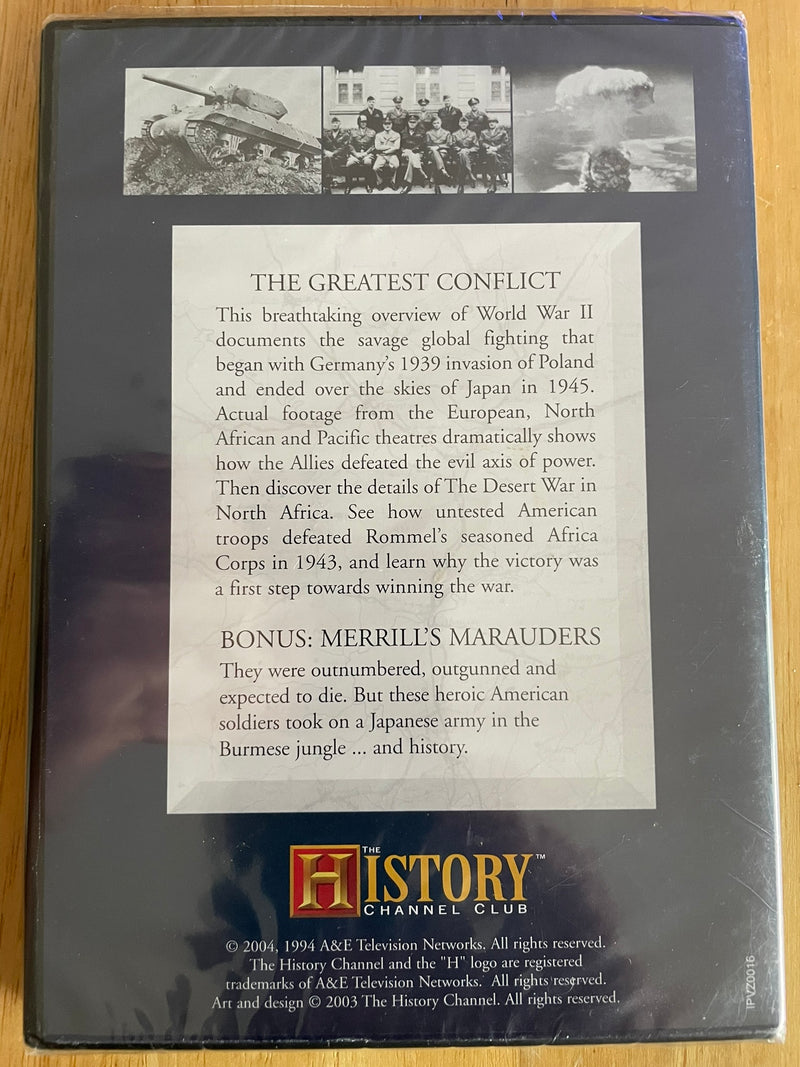 THE GREATEST CONFLICT
This breathtaking overview of World War II
documents the savage global fighting that
began with Germany's 1939 invasion of Poland
and ended over the skies of Japan in 1945.
Actual footage from the European, North
African and Pacific theatres dramatically shows
how the Allies defeated the evil axis of power.
Then discover the details of The Desert War in
North Africa. See how untested American
troops defeated Rommel's seasoned Africa
Corps in 1943, and learn why the victory was
a first step towards winning the war.
BONUS: MERRILL'S MARAUDERS
They were outnumbered, outgunned and
expected to die. But these heroic American
soldiers took on a Japanese army in the
Burmese jungle ... and history.
THE
HISTORY™
CHANNEL CLUB
© 2004, 1994 A&E Television Networks. All rights reserved.
The History Channel and the "H" logo are registered
trademarks of A&E Television Networks. All rights reserved.
Art and design © 2003 The History Channel. All rights reserved.
IPVZ0016